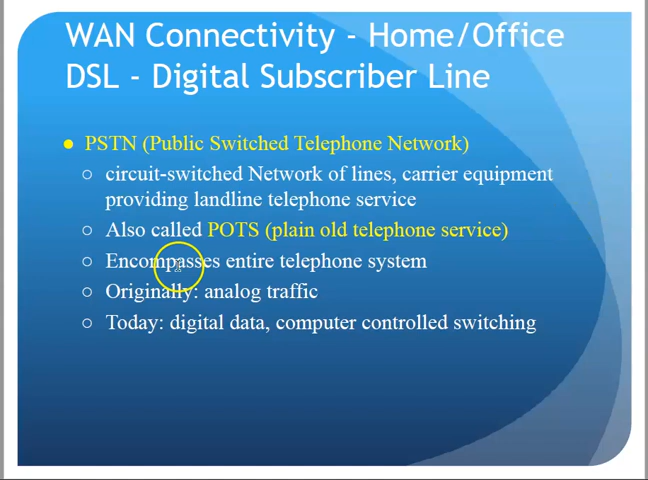 WAN Connectivity - Home/Office
DSL - Digital Subscriber Line
● PSTN (Public Switched Telephone Network)
○ circuit-switched Network of lines, carrier equipment
providing landline telephone service
○ Also called POTS (plain old telephone service)
○ Encompasses entire telephone system
○ Originally: analog traffic
○ Today: digital data, computer controlled switching